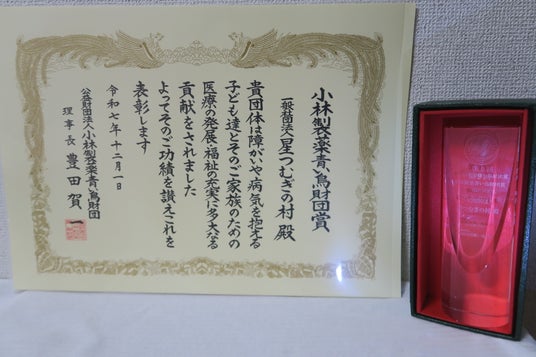 小林製薬青い鳥財団賞
一般社団法人星つむぎの村 殿
貴団体は障がいや病気を抱える
子ども達とそのご家族のための
医療の発展・福祉の充実に多大なる
貢献をされました
よってそのご功績を讃えこれを
表彰します
令和七年十二月一日
公益財団法人小林製薬青い鳥財団
理事長 豊田賀一